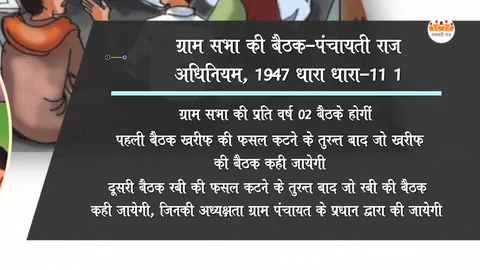 ग्राम सभा की बैठक-पंचायती राज
अधिनियम, 1947 धारा धारा-11 1
ग्राम सभा की प्रति वर्ष 02 बैठके होगीं
पहली बैठक खरीफ की फसल कटने के तुरन्त बाद जो खरीफ
की बैठक कही जायेगी
दूसरी बैठक रबी की फसल कटने के तुरन्त बाद जो रबी की बैठक
कही जायेगी, जिनकी अध्यक्षता ग्राम पंचायत के प्रधान द्वारा की जायेगी